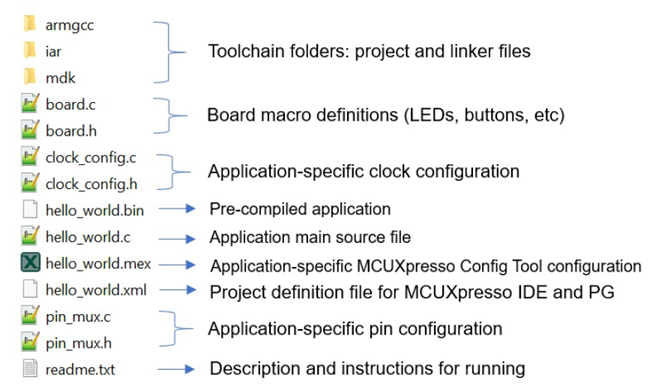 armgcc
iar
mdk
Toolchain folders: project and linker files
board.c
board.h
Board macro definitions (LEDs, buttons, etc)
clock_config.c
clock_config.h
Application-specific clock configuration
hello_world.bin Pre-compiled application
hello_world.c Application main source file
hello_world.mex Application-specific MCUXpresso Config Tool configuration
hello_world.xml Project definition file for MCUXpresso IDE and PG
pin_mux.c
pin_mux.h
Application-specific pin configuration
readme.txt Description and instructions for running